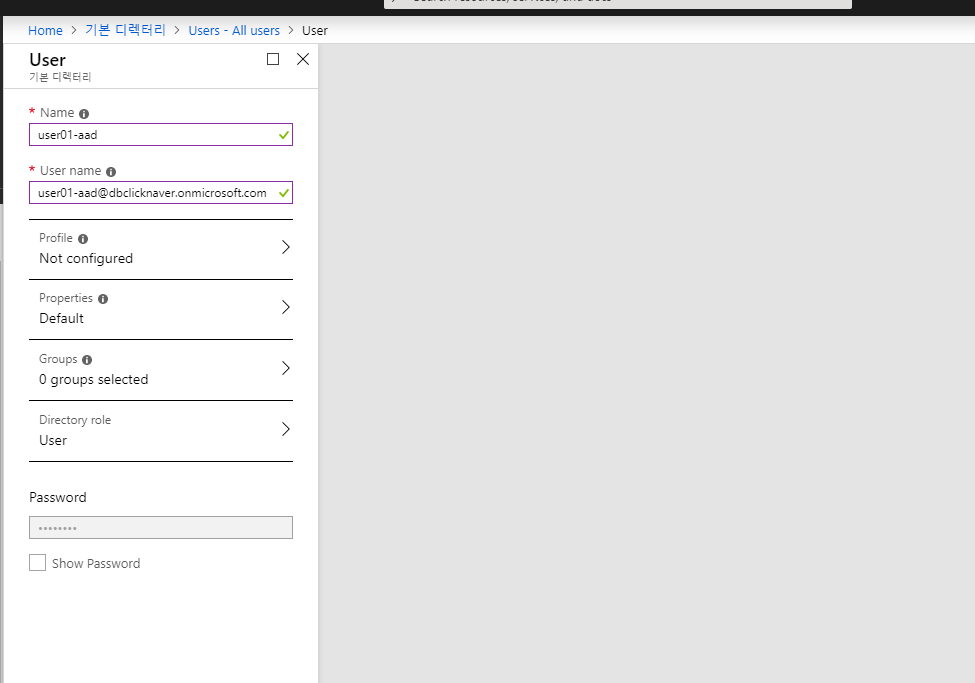 Home > 기본 디렉터리 > Users - All users > User
User
기본 디렉터리
* Name
user01-aad
* User name
user01-aad@dbclicknaver.onmicrosoft.com
Profile
Not configured
Properties
Default
Groups
0 groups selected
Directory role
User
Password
••••••••
Show Password